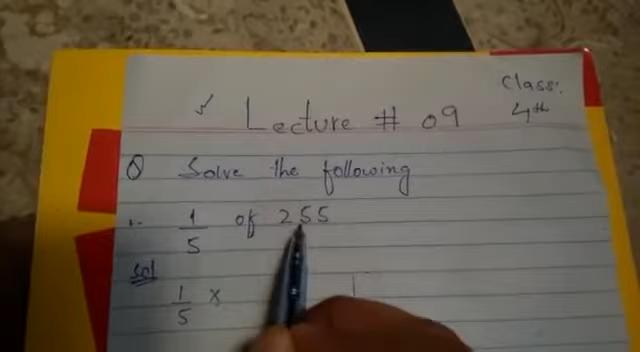 Class:
4th
Lecture # 09
Q Solve the following
1/5 of 255
Sol
1/5 x